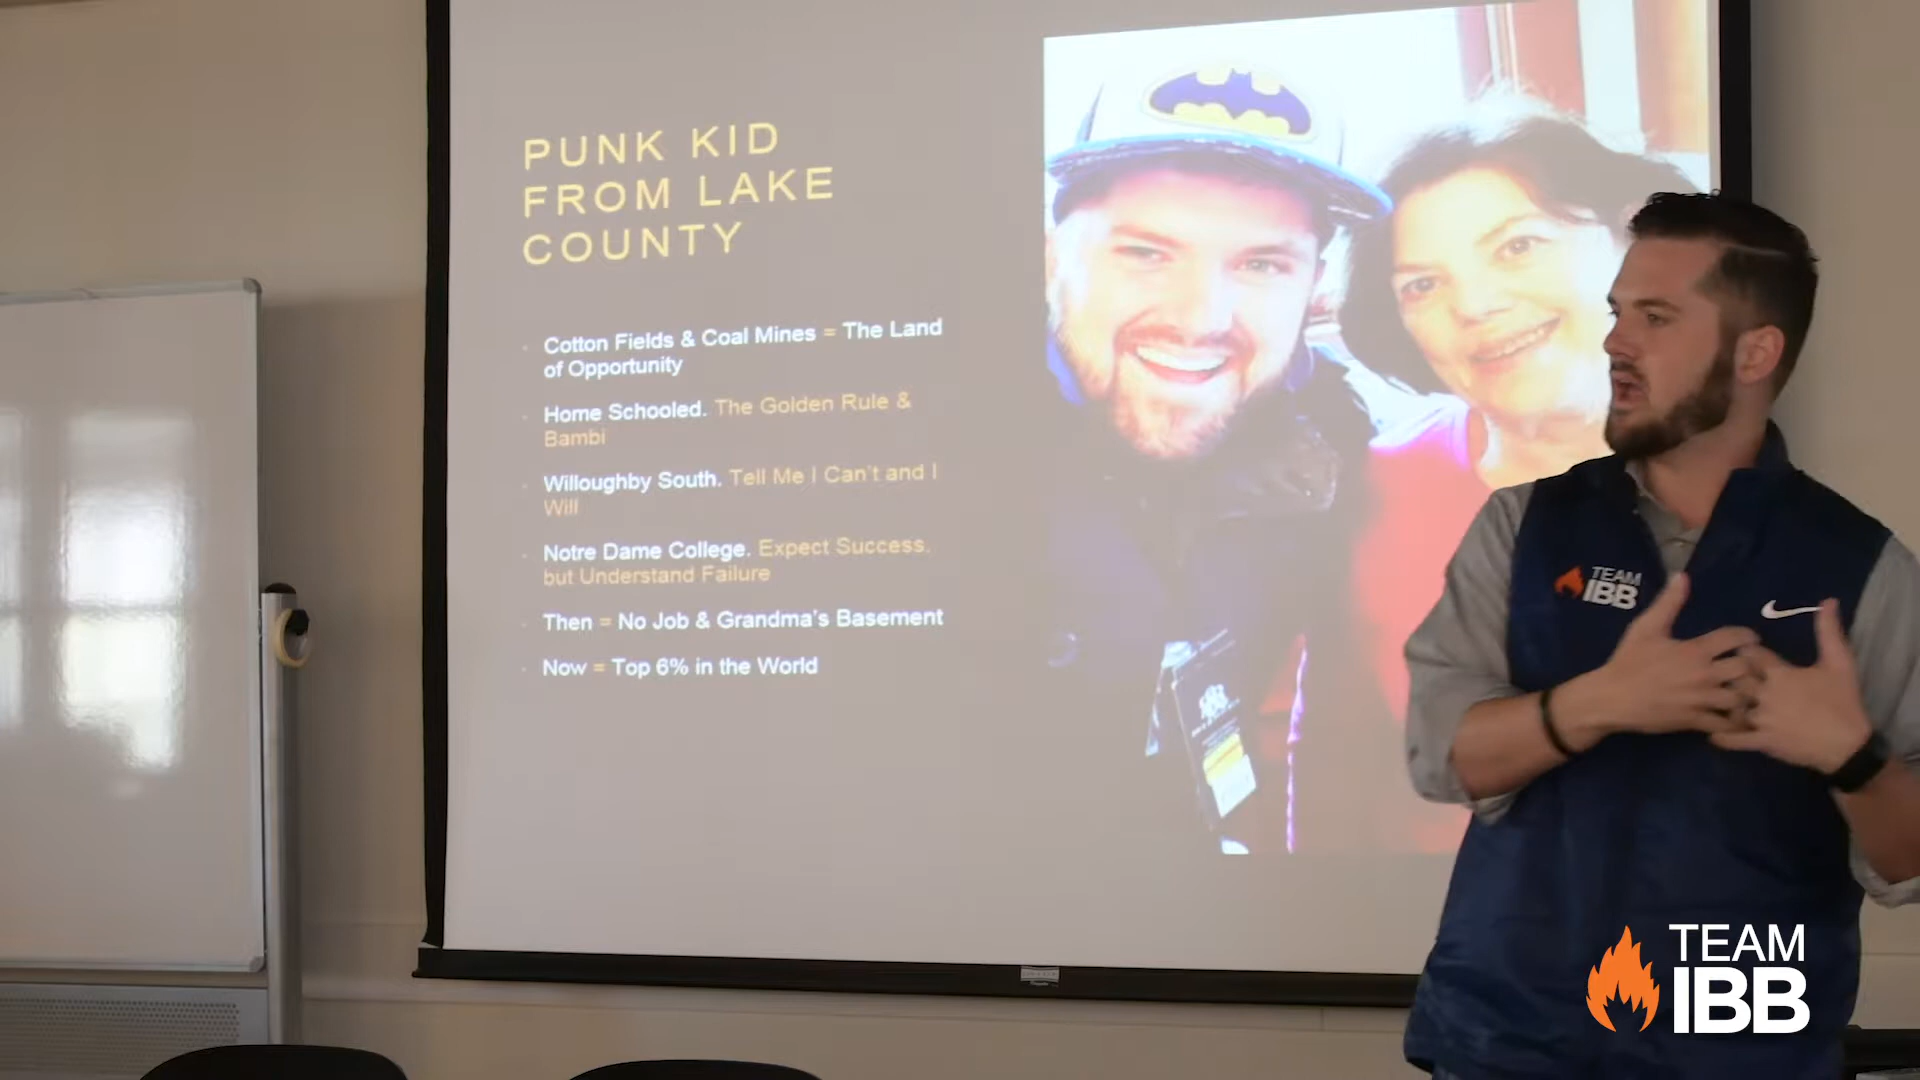 PUNK KID
FROM LAKE
COUNTY
Cotton Fields & Coal Mines = The Land
of Opportunity
Home Schooled. The Golden Rule &
Bambi
Willoughby South. Tell Me I Can't and I
Will
Notre Dame College. Expect Success,
but Understand Failure
Then = No Job & Grandma's Basement
Now = Top 6% in the World
TEAM
IBB
TEAM
IBB